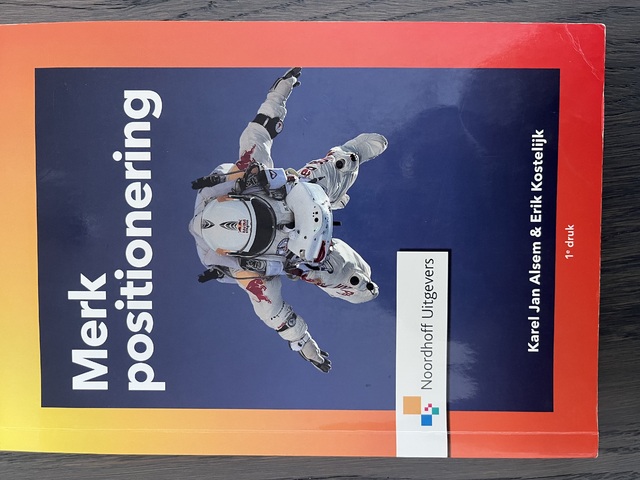 Merk
positionering
Noordhoff Uitgevers
Karel Jan Alsem & Erik Kostelijk
1e druk